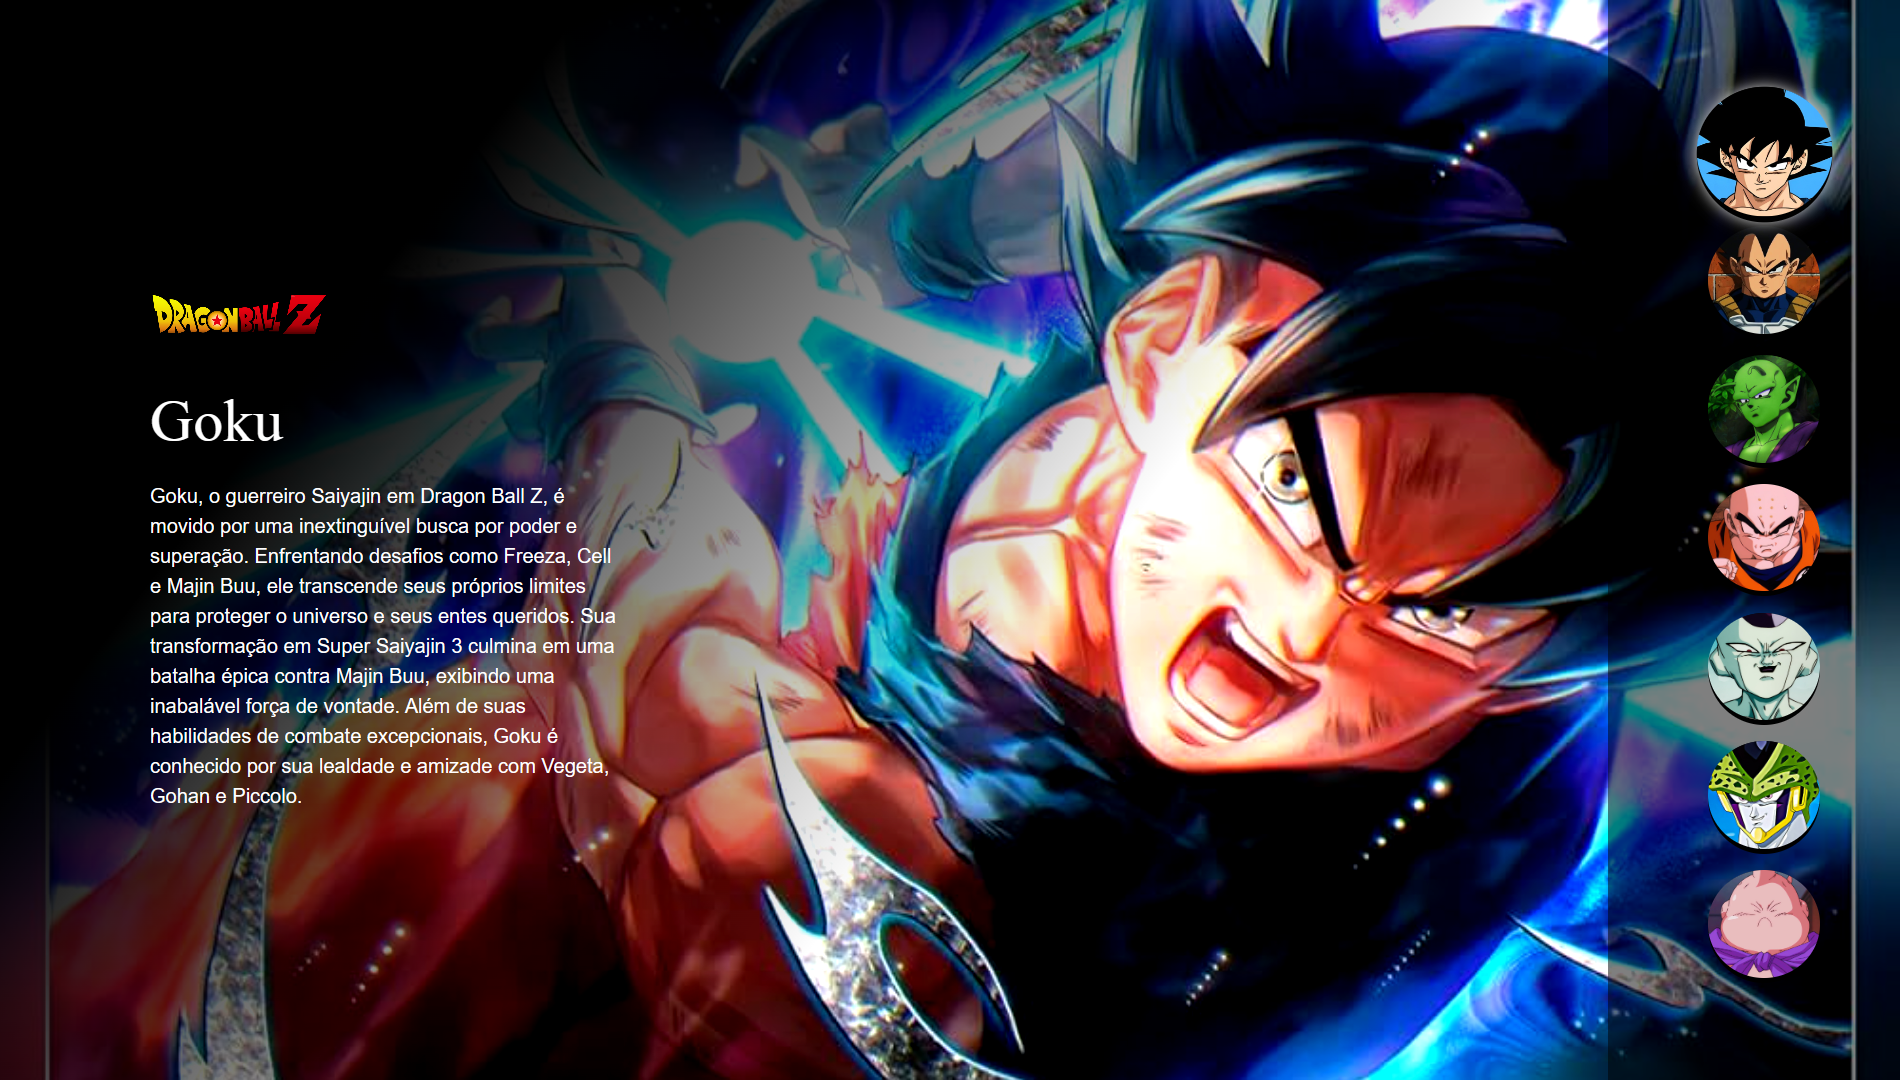 DRAGON BALL Z
Goku
Goku, o guerreiro Saiyajin em Dragon Ball Z, é
movido por uma inextinguível busca por poder e
superação. Enfrentando desafios como Freeza, Cell
e Majin Buu, ele transcende seus próprios limites
para proteger o universo e seus entes queridos. Sua
transformação em Super Saiyajin 3 culmina em uma
batalha épica contra Majin Buu, exibindo uma
inabalável força de vontade. Além de suas
habilidades de combate excepcionais, Goku é
conhecido por sua lealdade e amizade com Vegeta,
Gohan e Piccolo.